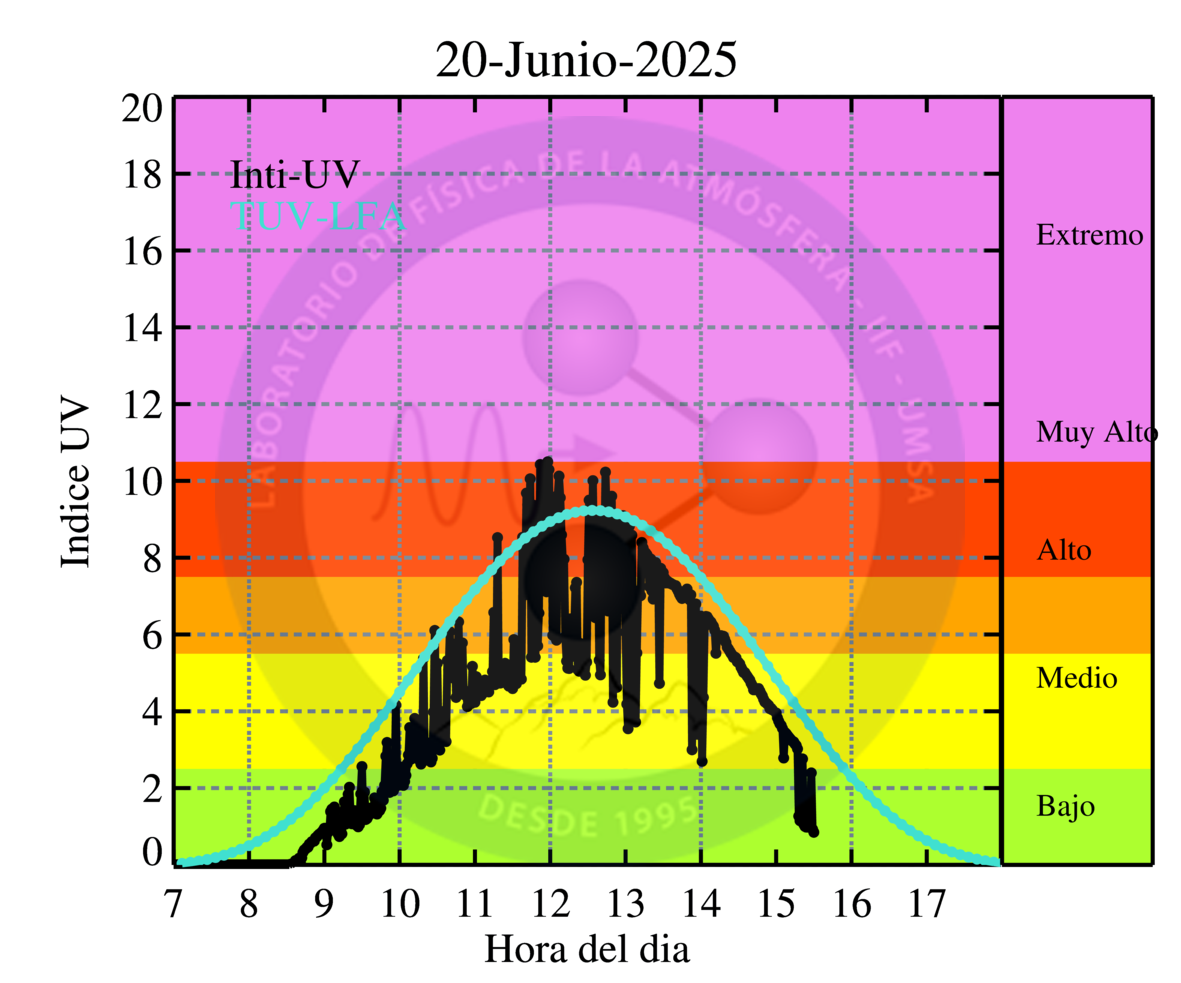 20-Junio-2025
Inti-UV
TUV-LFA
LABORATORIO DE FÍSICA DE LA ATMÓSFERA - IIF - UMSA
DESDE 1995
Indice UV
20
18
16
14
12
10
8
6
4
2
0
Extremo
Muy Alto
Alto
Medio
Bajo
7 8 9 10 11 12 13 14 15 16 17
Hora del dia